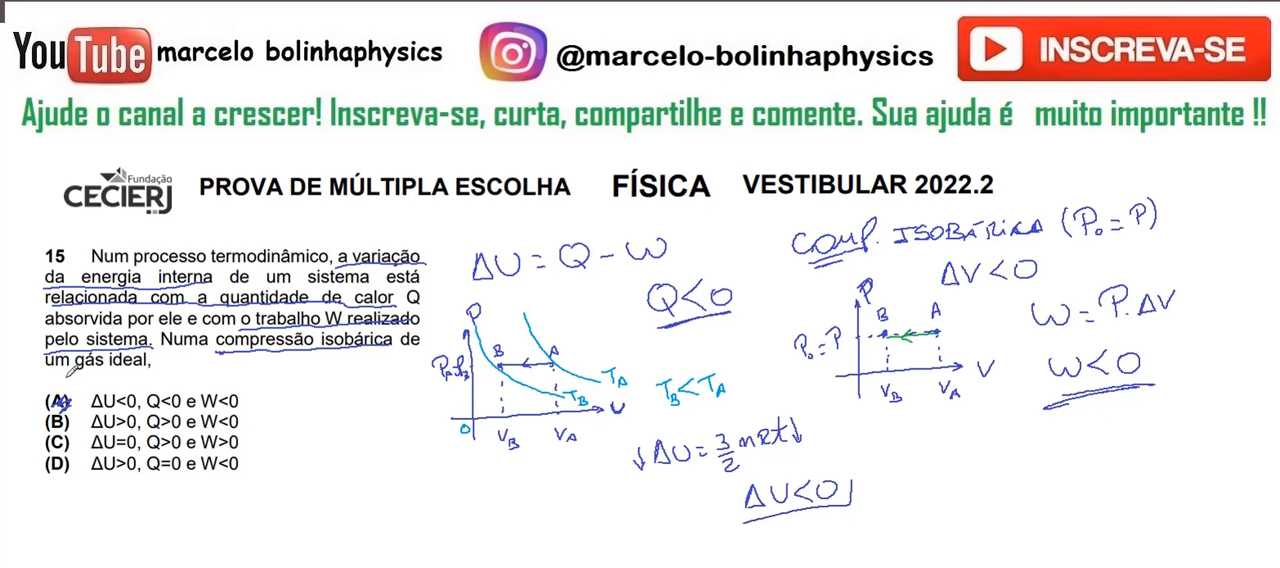 YouTube marcelo bolinhaphysics @marcelo-bolinhaphysics INSCREVA-SE
Ajude o canal a crescer! Inscreva-se, curta, compartilhe e comente. Sua ajuda é muito importante !!
Fundação
CECIERJ PROVA DE MÚLTIPLA ESCOLHA FÍSICA VESTIBULAR 2022.2
15 Num processo termodinâmico, a variação
da energia interna de um sistema está
relacionada com a quantidade de calor Q
absorvida por ele e com o trabalho W realizado
pelo sistema. Numa compressão isobárica de
um gás ideal,
(A) ΔU<0, Q<0 e W<0
(B) ΔU>0, Q>0 e W<0
(C) ΔU=0, Q>0 e W>0
(D) ΔU>0, Q=0 e W<0
ΔU = Q - W
Q<0
P
B A
T_A
T_B
V
0
V_B V_A
T_B<T_A
↓ΔU = 3/2 nRt↓
ΔU<0
COMP. ISOBÁRICA (P₀ = P)
ΔV<0
P
B A
P₀ = P
V
V_B V_A
W = P.ΔV
W<0